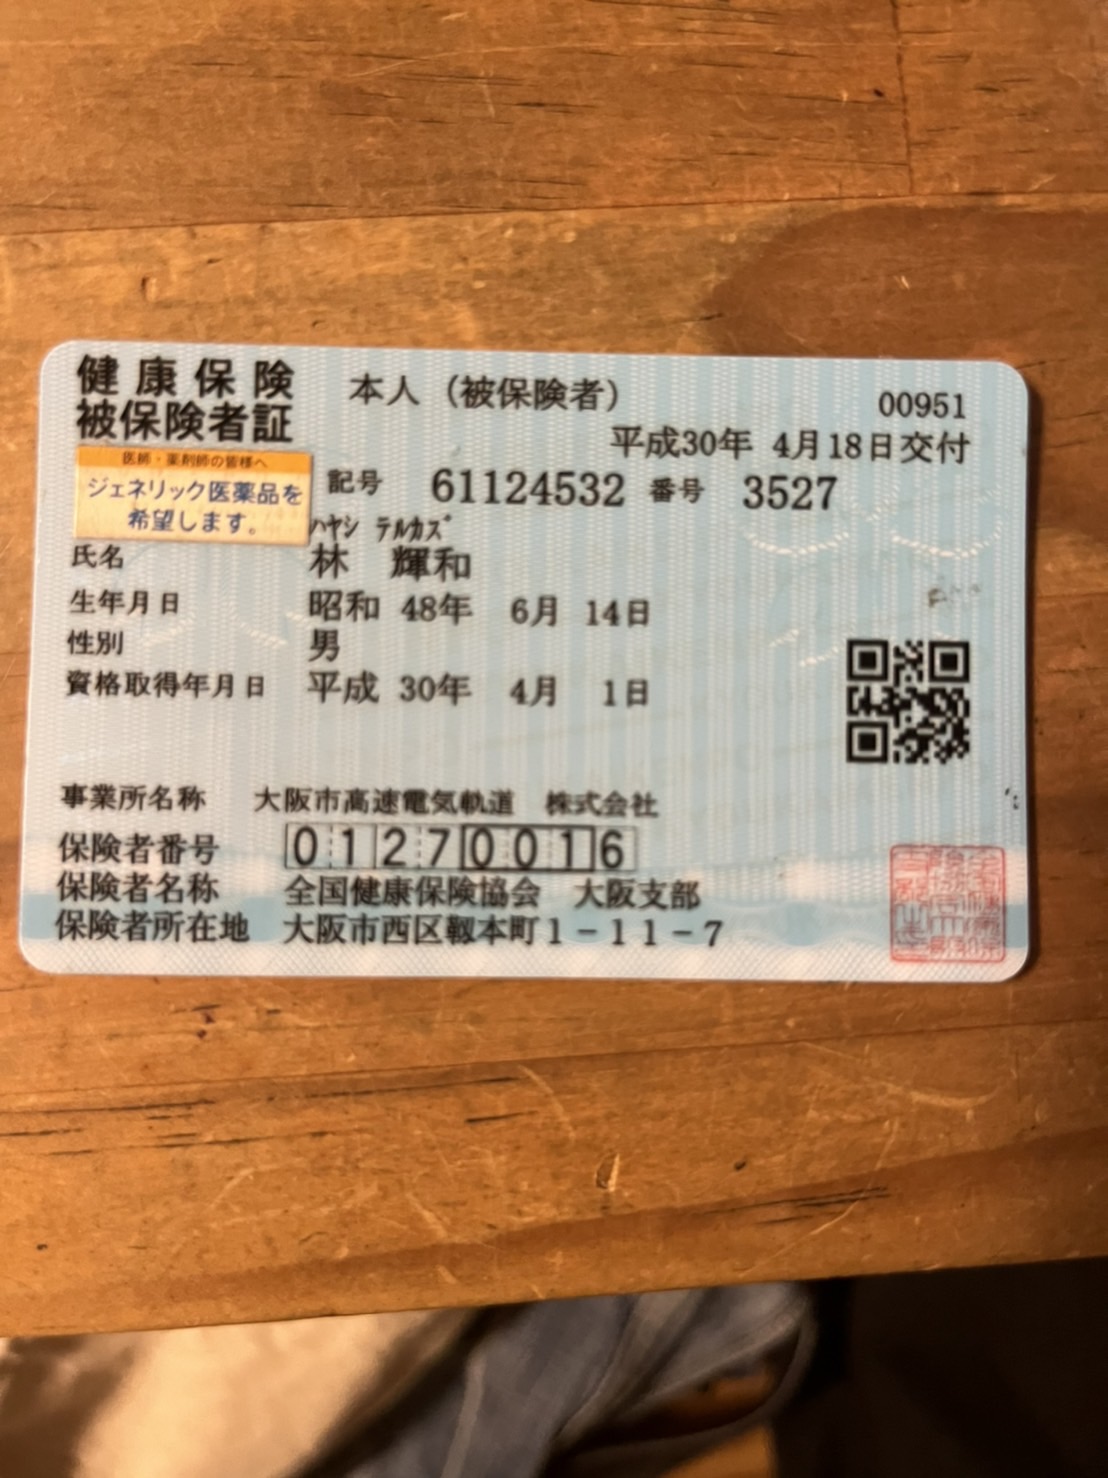 健康保険
被保険者証
本人（被保険者）
00951
平成30年 4月18日交付
医師・薬剤師の皆様へ
ジェネリック医薬品を
希望します。
記号 61124532 番号 3527
ﾊﾔｼ ﾃﾙｶｽﾞ
氏名 林 輝和
生年月日 昭和 48年 6月 14日
性別 男
資格取得年月日 平成 30年 4月 1日
事業所名称 大阪市高速電気軌道 株式会社
保険者番号 01270016
保険者名称 全国健康保険協会 大阪支部
保険者所在地 大阪市西区靱本町1－11－7